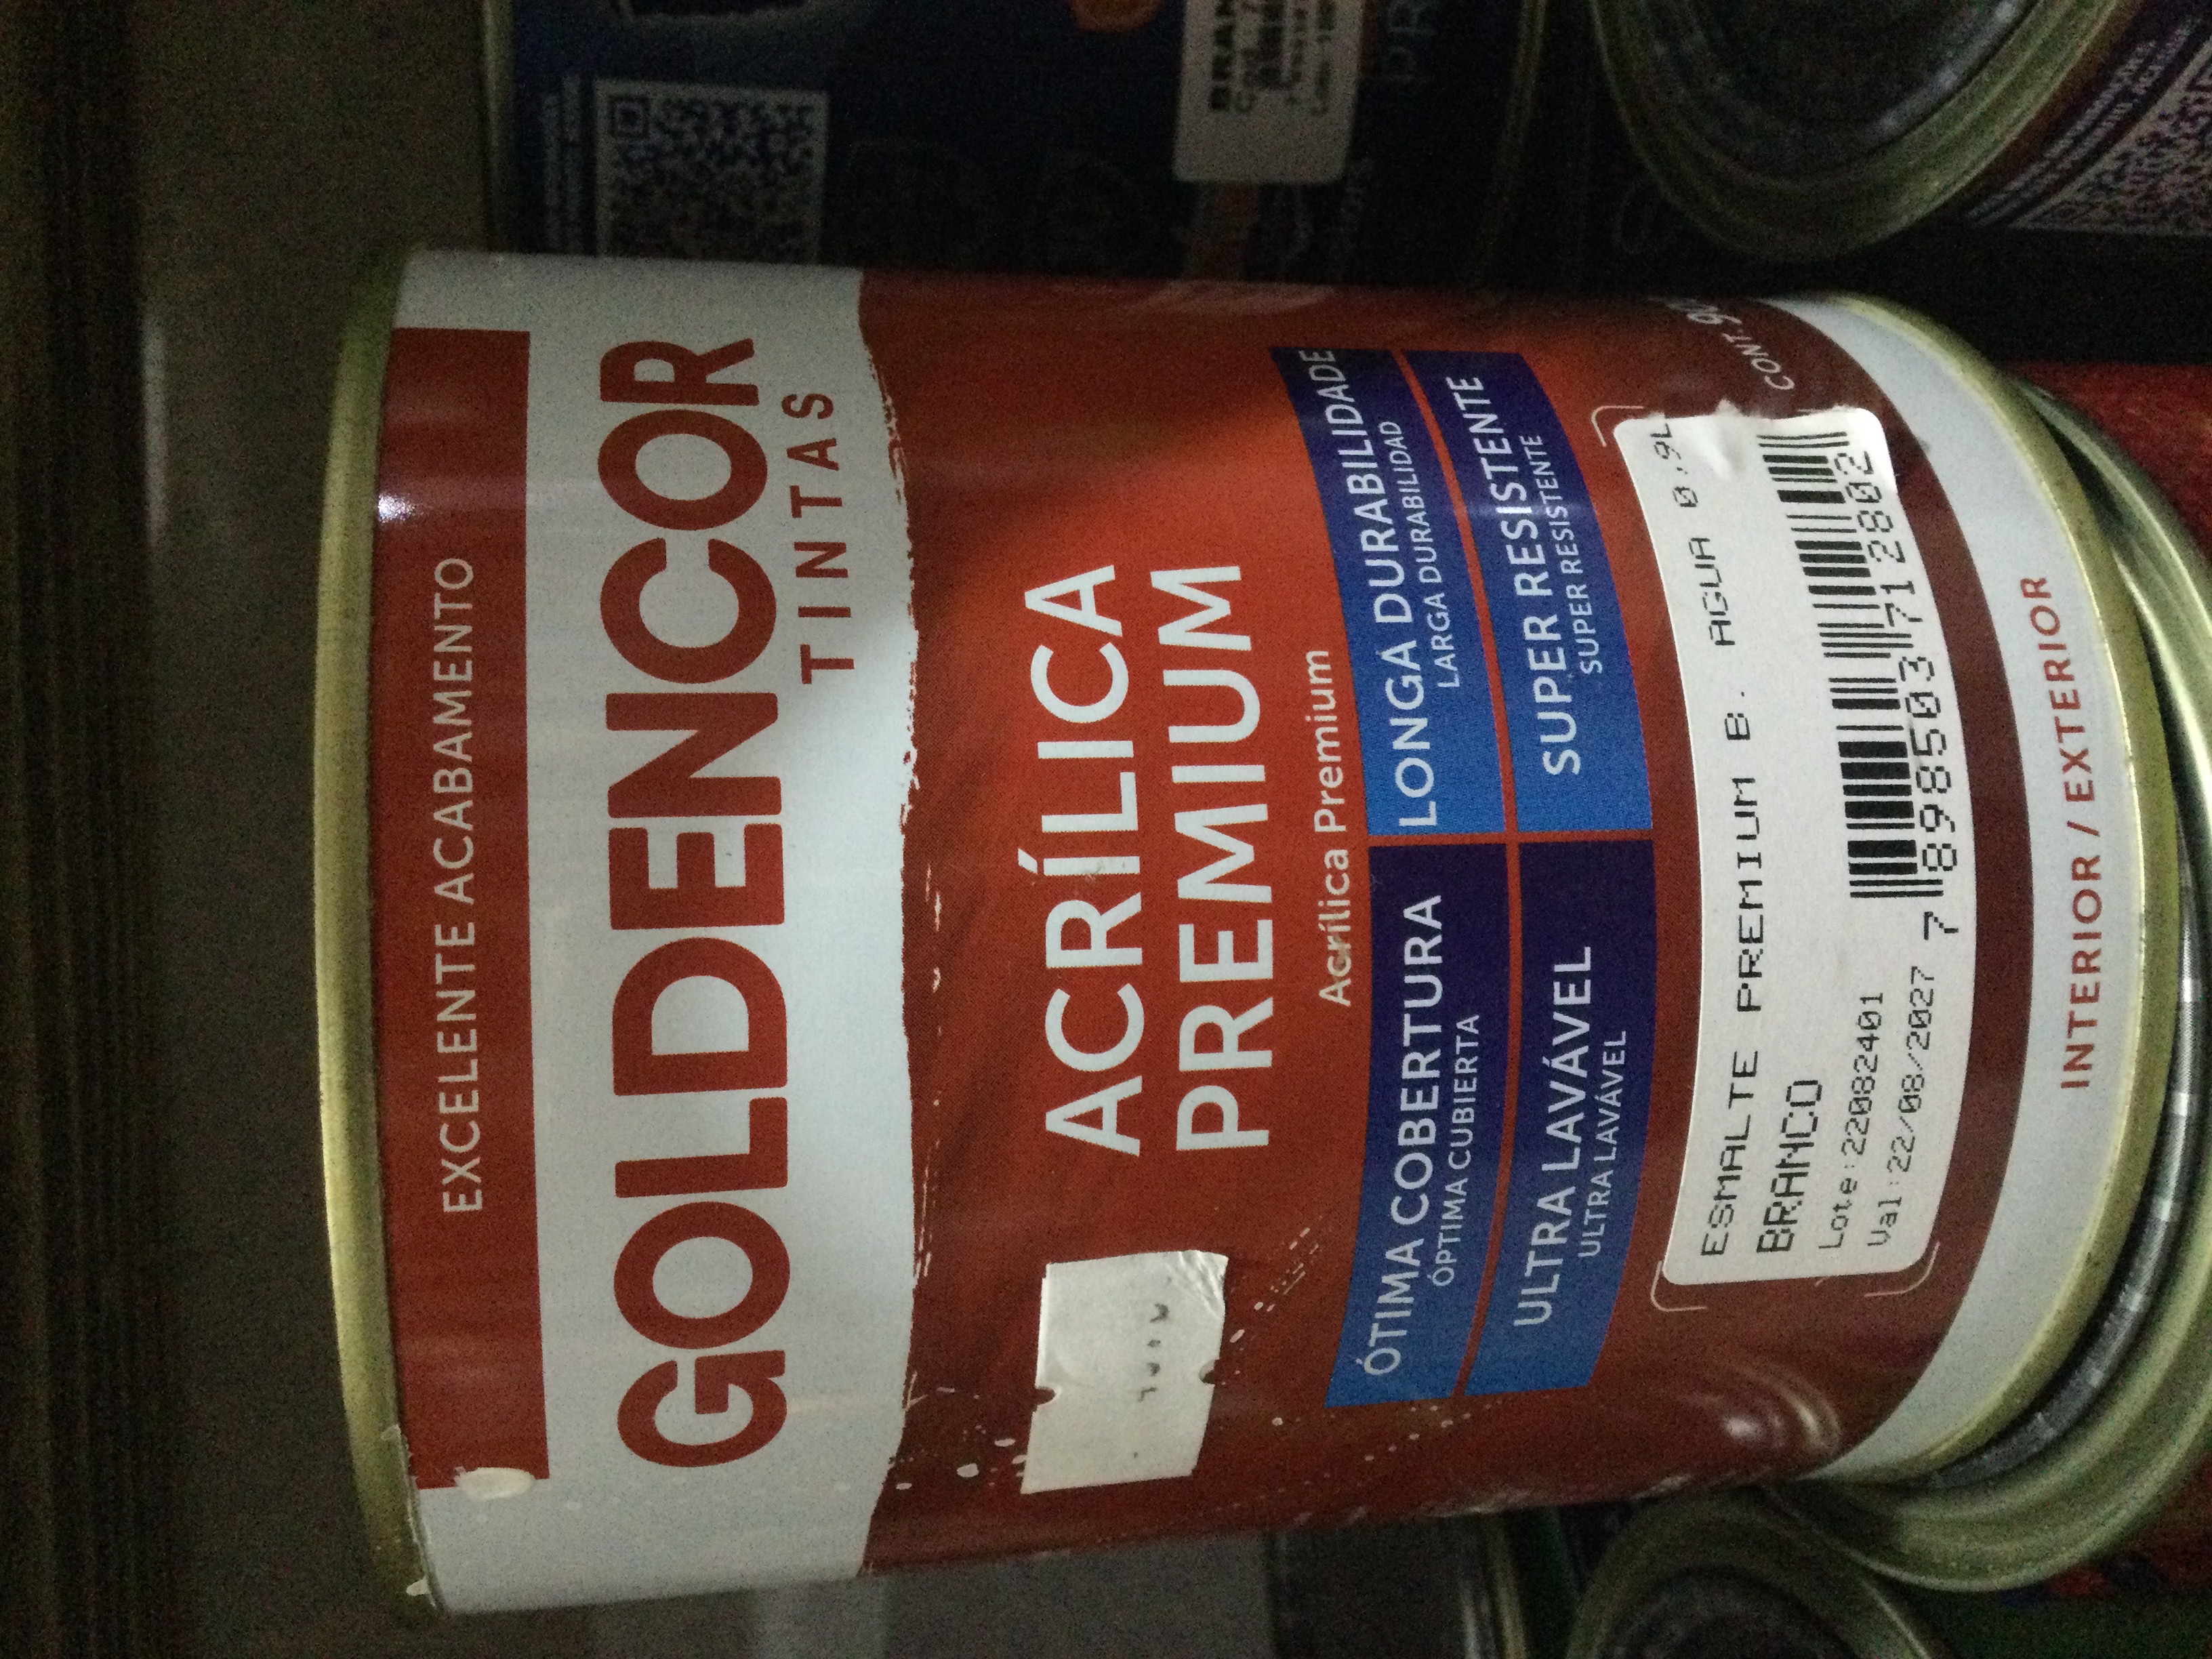 EXCELENTE ACABAMENTO
GOLDENCOR
TINTAS
ACRÍLICA
PREMIUM
Acrílica Premium
ÓTIMA COBERTURA
ÓPTIMA CUBIERTA
LONGA DURABILIDADE
LARGA DURABILIDAD
ULTRA LAVÁVEL
ULTRA LAVÁVEL
SUPER RESISTENTE
SUPER RESISTENTE
CONT.
ESMALTE PREMIUM B. AGUA 0,9L
BRANCO
Lote:22082401
Val:22/08/2027
7 898503 712802
INTERIOR / EXTERIOR